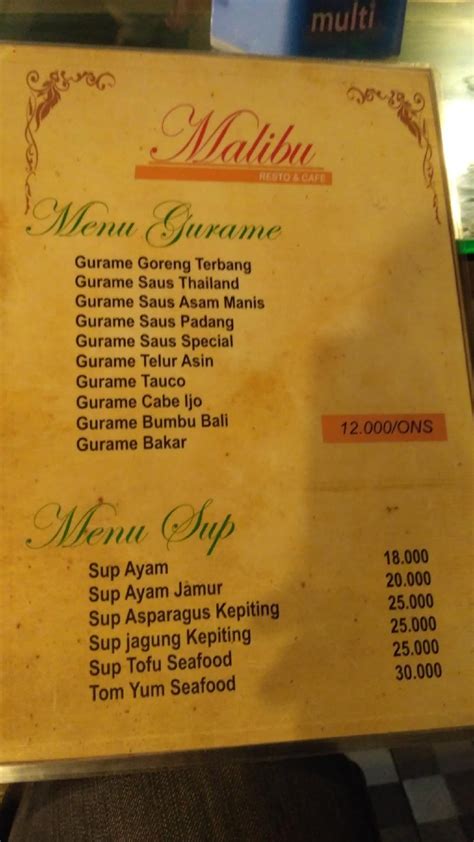 multi
Malibu
RESTO & CAFE
Menu Gurame
Gurame Goreng Terbang
Gurame Saus Thailand
Gurame Saus Asam Manis
Gurame Saus Padang
Gurame Saus Special
Gurame Telur Asin
Gurame Tauco
Gurame Cabe Ijo
Gurame Bumbu Bali 12.000/ONS
Gurame Bakar
Menu Sup
Sup Ayam 18.000
Sup Ayam Jamur 20.000
Sup Asparagus Kepiting 25.000
Sup jagung Kepiting 25.000
Sup Tofu Seafood 25.000
Tom Yum Seafood 30.000